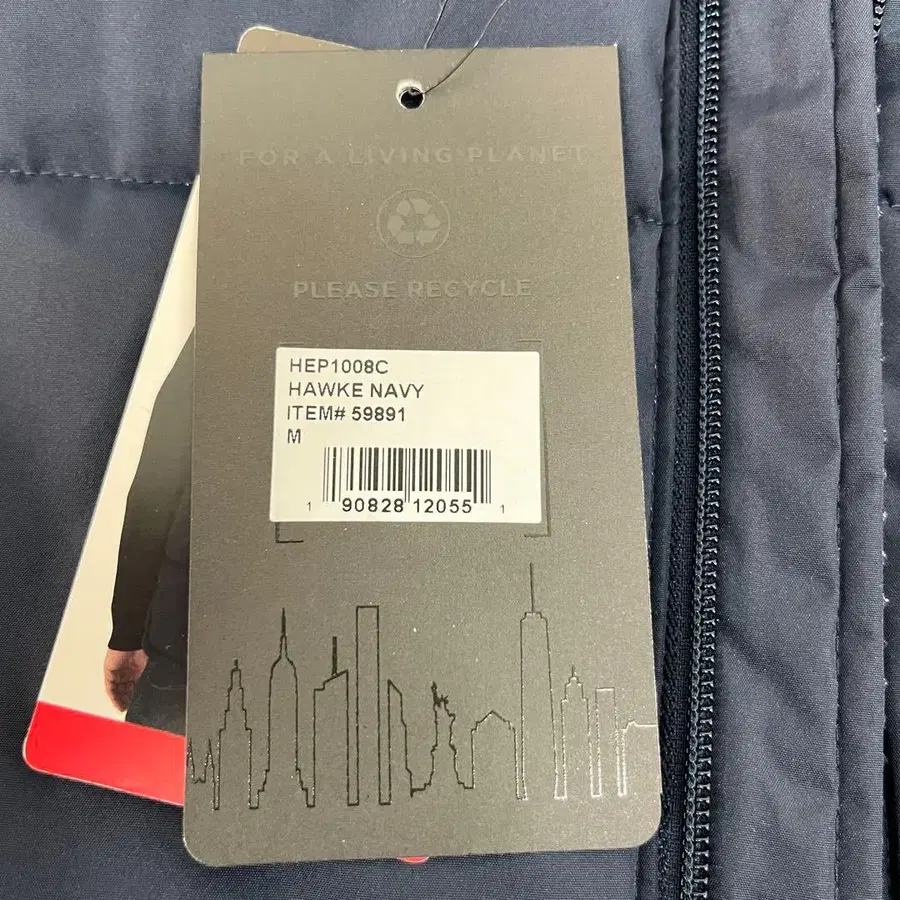 FOR A LIVING PLANET
PLEASE RECYCLE
HEP1008C
HAWKE NAVY
ITEM# 59891
M
1 90828 12055 1